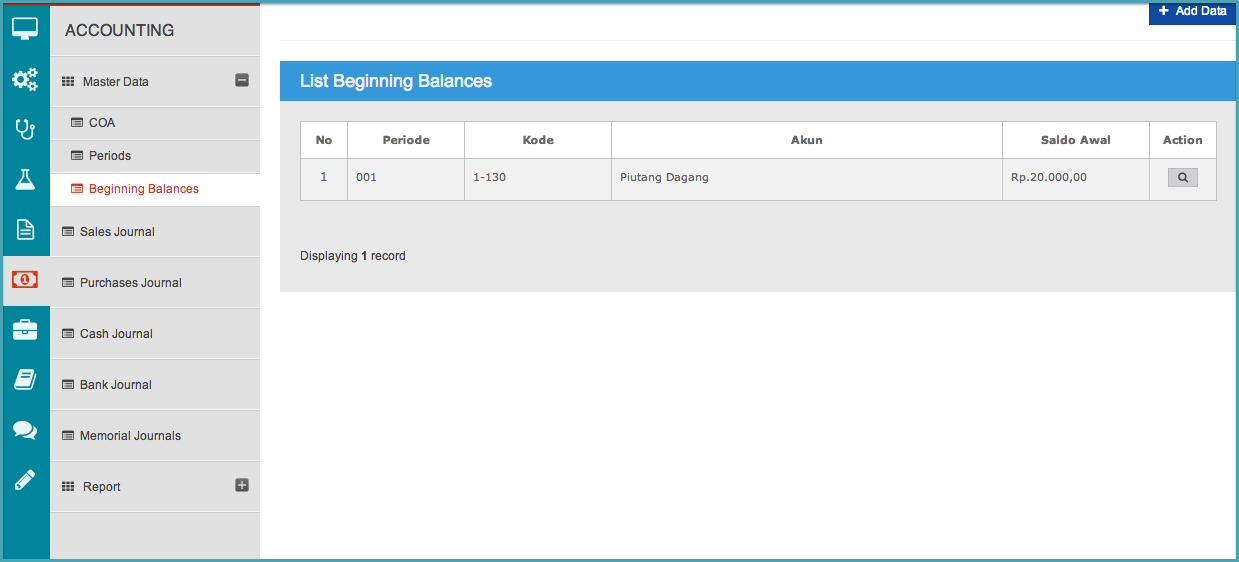 + Add Data
ACCOUNTING
Master Data
COA
Periods
Beginning Balances
Sales Journal
Purchases Journal
Cash Journal
Bank Journal
Memorial Journals
Report
List Beginning Balances
No Periode Kode Akun Saldo Awal Action
1 001 1-130 Piutang Dagang Rp.20.000,00
Displaying 1 record